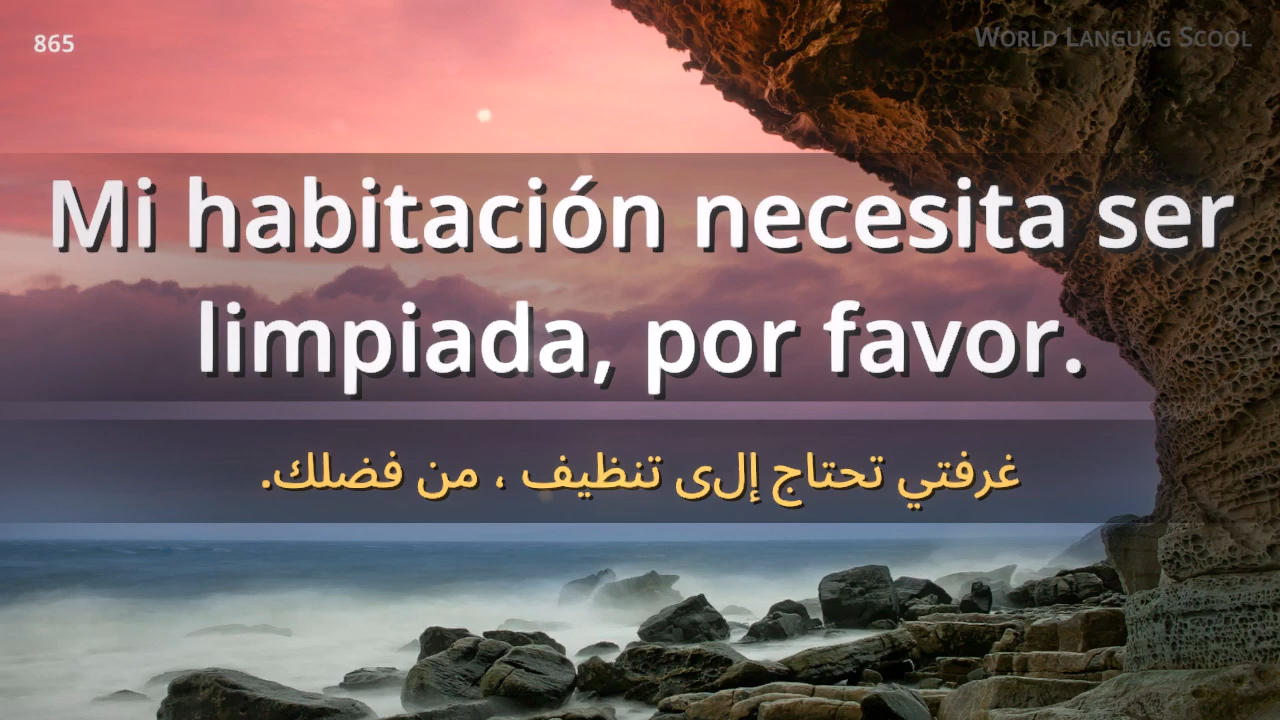 865
World Languag Scool
Mi habitación necesita ser
limpiada, por favor.
غرفتي تحتاج إلى تنظيف ، من فضلك.